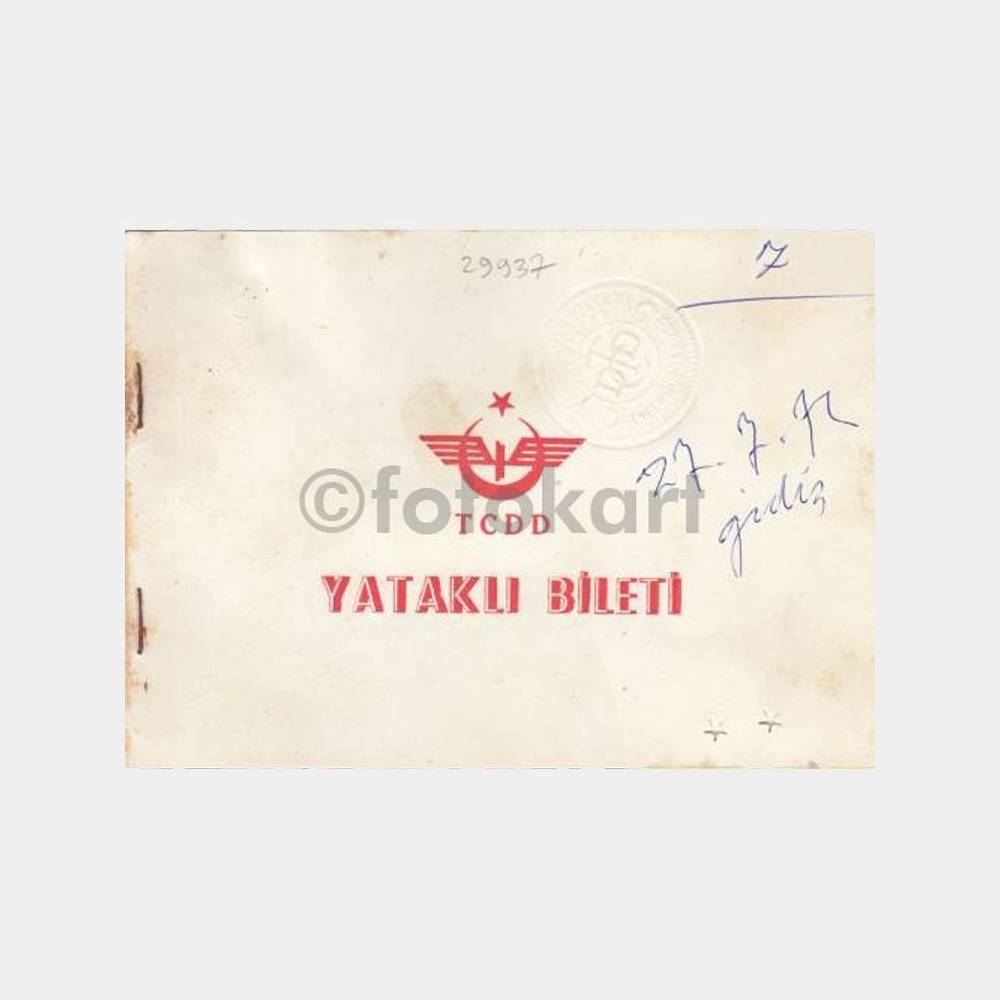 29937
7
27.7.72
gidiş
©fotokart
TCDD
YATAKLI BİLETİ